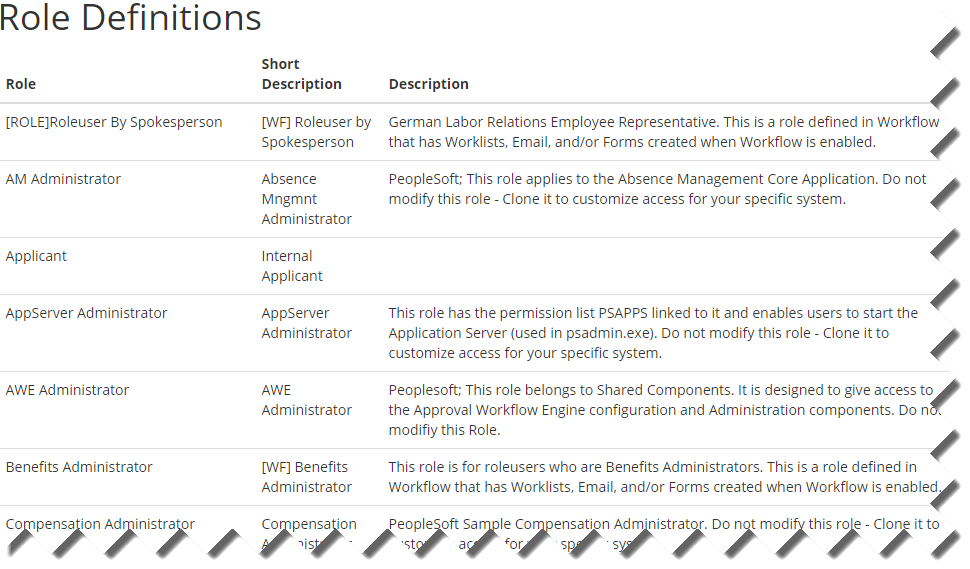 Role Definitions
Role
Short
Description
Description
[ROLE]Roleuser By Spokesperson
[WF] Roleuser by
Spokesperson
German Labor Relations Employee Representative. This is a role defined in Workflow
that has Worklists, Email, and/or Forms created when Workflow is enabled.
AM Administrator
Absence
Mngmnt
Administrator
PeopleSoft; This role applies to the Absence Management Core Application. Do not
modify this role - Clone it to customize access for your specific system.
Applicant
Internal
Applicant
AppServer Administrator
AppServer
Administrator
This role has the permission list PSAPPS linked to it and enables users to start the
Application Server (used in psadmin.exe). Do not modify this role - Clone it to
customize access for your specific system.
AWE Administrator
AWE
Administrator
Peoplesoft; This role belongs to Shared Components. It is designed to give access to
the Approval Workflow Engine configuration and Administration components. Do not
modifiy this Role.
Benefits Administrator
[WF] Benefits
Administrator
This role is for roleusers who are Benefits Administrators. This is a role defined in
Workflow that has Worklists, Email, and/or Forms created when Workflow is enabled.
Compensation Administrator
Compensation
PeopleSoft Sample Compensation Administrator. Do not modify this role - Clone it to
for